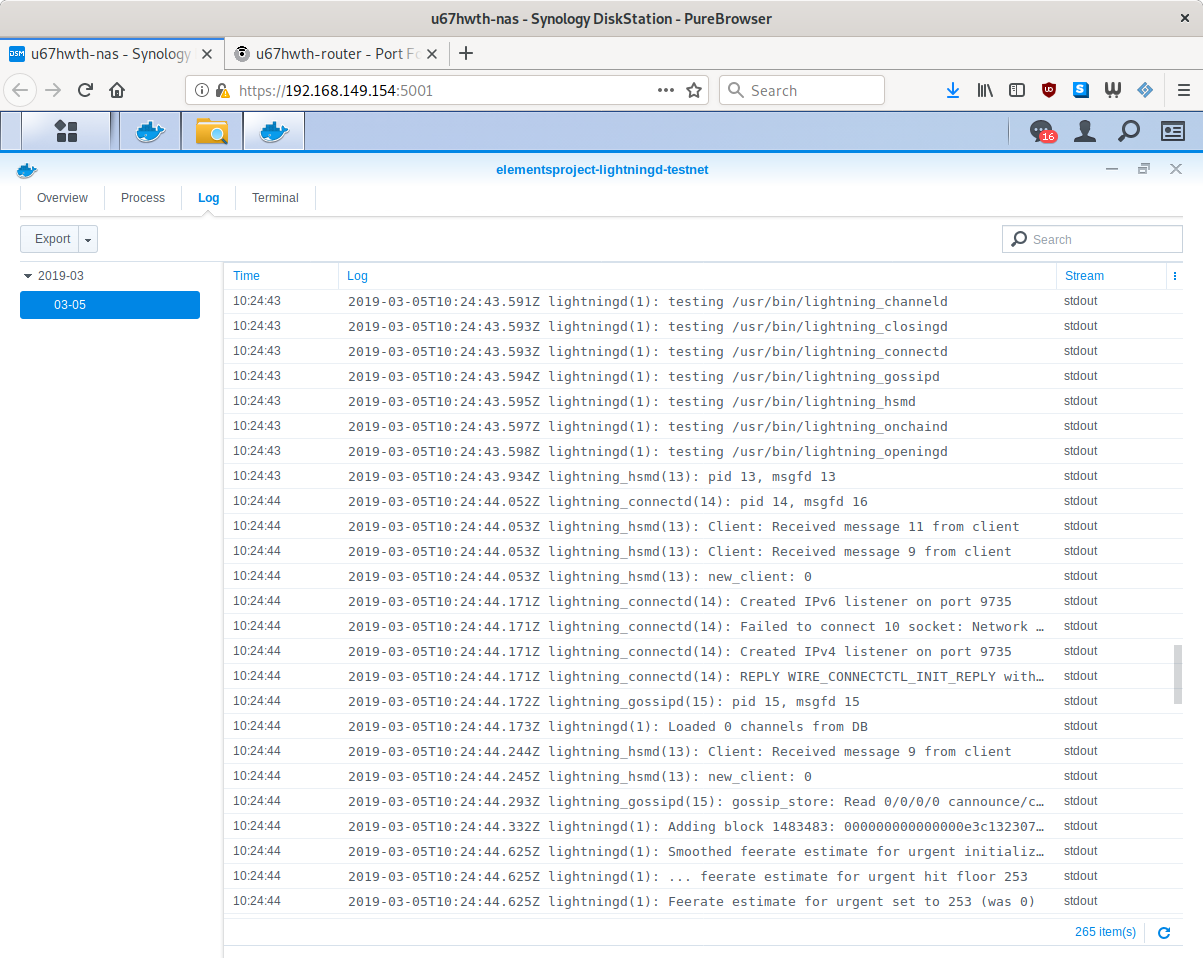 u67hwth-nas - Synology DiskStation - PureBrowser
DSM u67hwth-nas - Synology u67hwth-router - Port Fo
https://192.168.149.154:5001 Search
16
elementsproject-lightningd-testnet
Overview Process Log Terminal
Export Search
2019-03
03-05
Time Log Stream
10:24:43 2019-03-05T10:24:43.591Z lightningd(1): testing /usr/bin/lightning_channeld stdout
10:24:43 2019-03-05T10:24:43.593Z lightningd(1): testing /usr/bin/lightning_closingd stdout
10:24:43 2019-03-05T10:24:43.593Z lightningd(1): testing /usr/bin/lightning_connectd stdout
10:24:43 2019-03-05T10:24:43.594Z lightningd(1): testing /usr/bin/lightning_gossipd stdout
10:24:43 2019-03-05T10:24:43.595Z lightningd(1): testing /usr/bin/lightning_hsmd stdout
10:24:43 2019-03-05T10:24:43.597Z lightningd(1): testing /usr/bin/lightning_onchaind stdout
10:24:43 2019-03-05T10:24:43.598Z lightningd(1): testing /usr/bin/lightning_openingd stdout
10:24:43 2019-03-05T10:24:43.934Z lightning_hsmd(13): pid 13, msgfd 13 stdout
10:24:44 2019-03-05T10:24:44.052Z lightning_connectd(14): pid 14, msgfd 16 stdout
10:24:44 2019-03-05T10:24:44.053Z lightning_hsmd(13): Client: Received message 11 from client stdout
10:24:44 2019-03-05T10:24:44.053Z lightning_hsmd(13): Client: Received message 9 from client stdout
10:24:44 2019-03-05T10:24:44.053Z lightning_hsmd(13): new_client: 0 stdout
10:24:44 2019-03-05T10:24:44.171Z lightning_connectd(14): Created IPv6 listener on port 9735 stdout
10:24:44 2019-03-05T10:24:44.171Z lightning_connectd(14): Failed to connect 10 socket: Network … stdout
10:24:44 2019-03-05T10:24:44.171Z lightning_connectd(14): Created IPv4 listener on port 9735 stdout
10:24:44 2019-03-05T10:24:44.171Z lightning_connectd(14): REPLY WIRE_CONNECTCTL_INIT_REPLY with… stdout
10:24:44 2019-03-05T10:24:44.172Z lightning_gossipd(15): pid 15, msgfd 15 stdout
10:24:44 2019-03-05T10:24:44.173Z lightningd(1): Loaded 0 channels from DB stdout
10:24:44 2019-03-05T10:24:44.244Z lightning_hsmd(13): Client: Received message 9 from client stdout
10:24:44 2019-03-05T10:24:44.245Z lightning_hsmd(13): new_client: 0 stdout
10:24:44 2019-03-05T10:24:44.293Z lightning_gossipd(15): gossip_store: Read 0/0/0/0 cannounce/c… stdout
10:24:44 2019-03-05T10:24:44.332Z lightningd(1): Adding block 1483483: 000000000000000e3c132307… stdout
10:24:44 2019-03-05T10:24:44.625Z lightningd(1): Smoothed feerate estimate for urgent initializ… stdout
10:24:44 2019-03-05T10:24:44.625Z lightningd(1): ... feerate estimate for urgent hit floor 253 stdout
10:24:44 2019-03-05T10:24:44.625Z lightningd(1): Feerate estimate for urgent set to 253 (was 0) stdout
265 item(s)